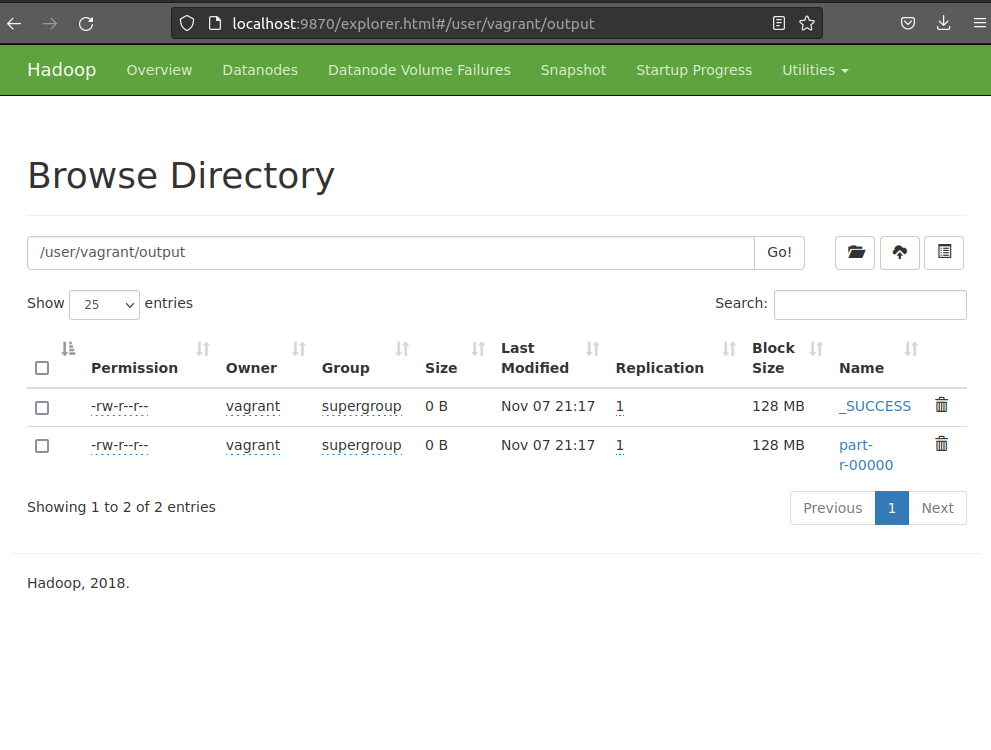 localhost:9870/explorer.html#/user/vagrant/output
Hadoop Overview Datanodes Datanode Volume Failures Snapshot Startup Progress Utilities
Browse Directory
/user/vagrant/output Go!
Show 25 entries Search:
Permission Owner Group Size Last Modified Replication Block Size Name
-rw-r--r-- vagrant supergroup 0 B Nov 07 21:17 1 128 MB _SUCCESS
-rw-r--r-- vagrant supergroup 0 B Nov 07 21:17 1 128 MB part-
r-00000
Showing 1 to 2 of 2 entries Previous 1 Next
Hadoop, 2018.